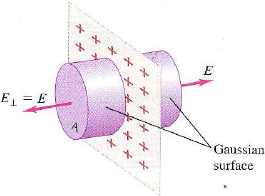 E
E⊥ = E
A
Gaussian
surface